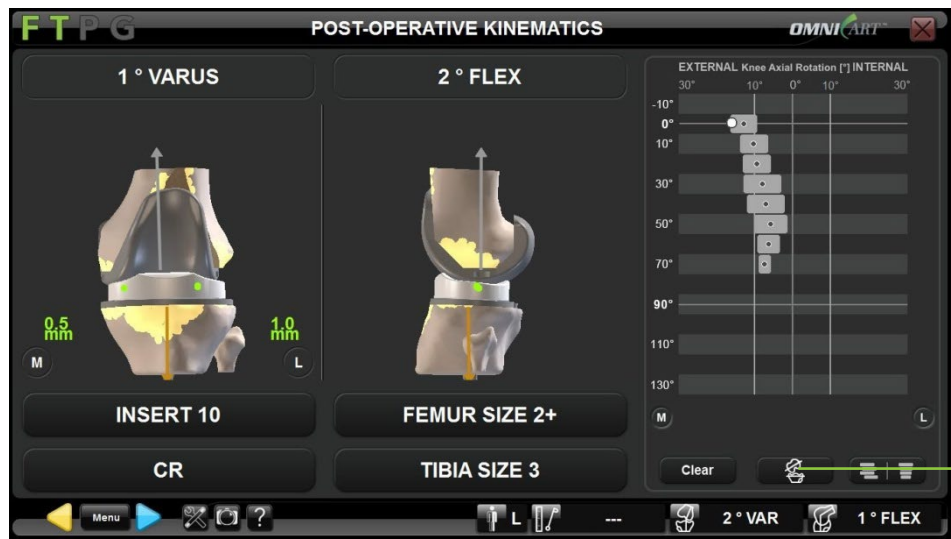 F T P G
POST-OPERATIVE KINEMATICS
OMNI ART™
1 ° VARUS
2 ° FLEX
EXTERNAL Knee Axial Rotation [°] INTERNAL
30° 10° 0° 10° 30°
-10°
0°
10°
30°
50°
70°
90°
110°
130°
0.5 mm
1.0 mm
M
L
M
L
INSERT 10
FEMUR SIZE 2+
CR
TIBIA SIZE 3
Clear
Menu
?
L
---
2 ° VAR
1 ° FLEX